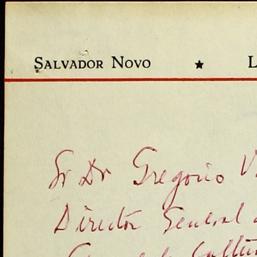 SALVADOR NOVO ★ L
Sr Dr Gregorio V
Director General